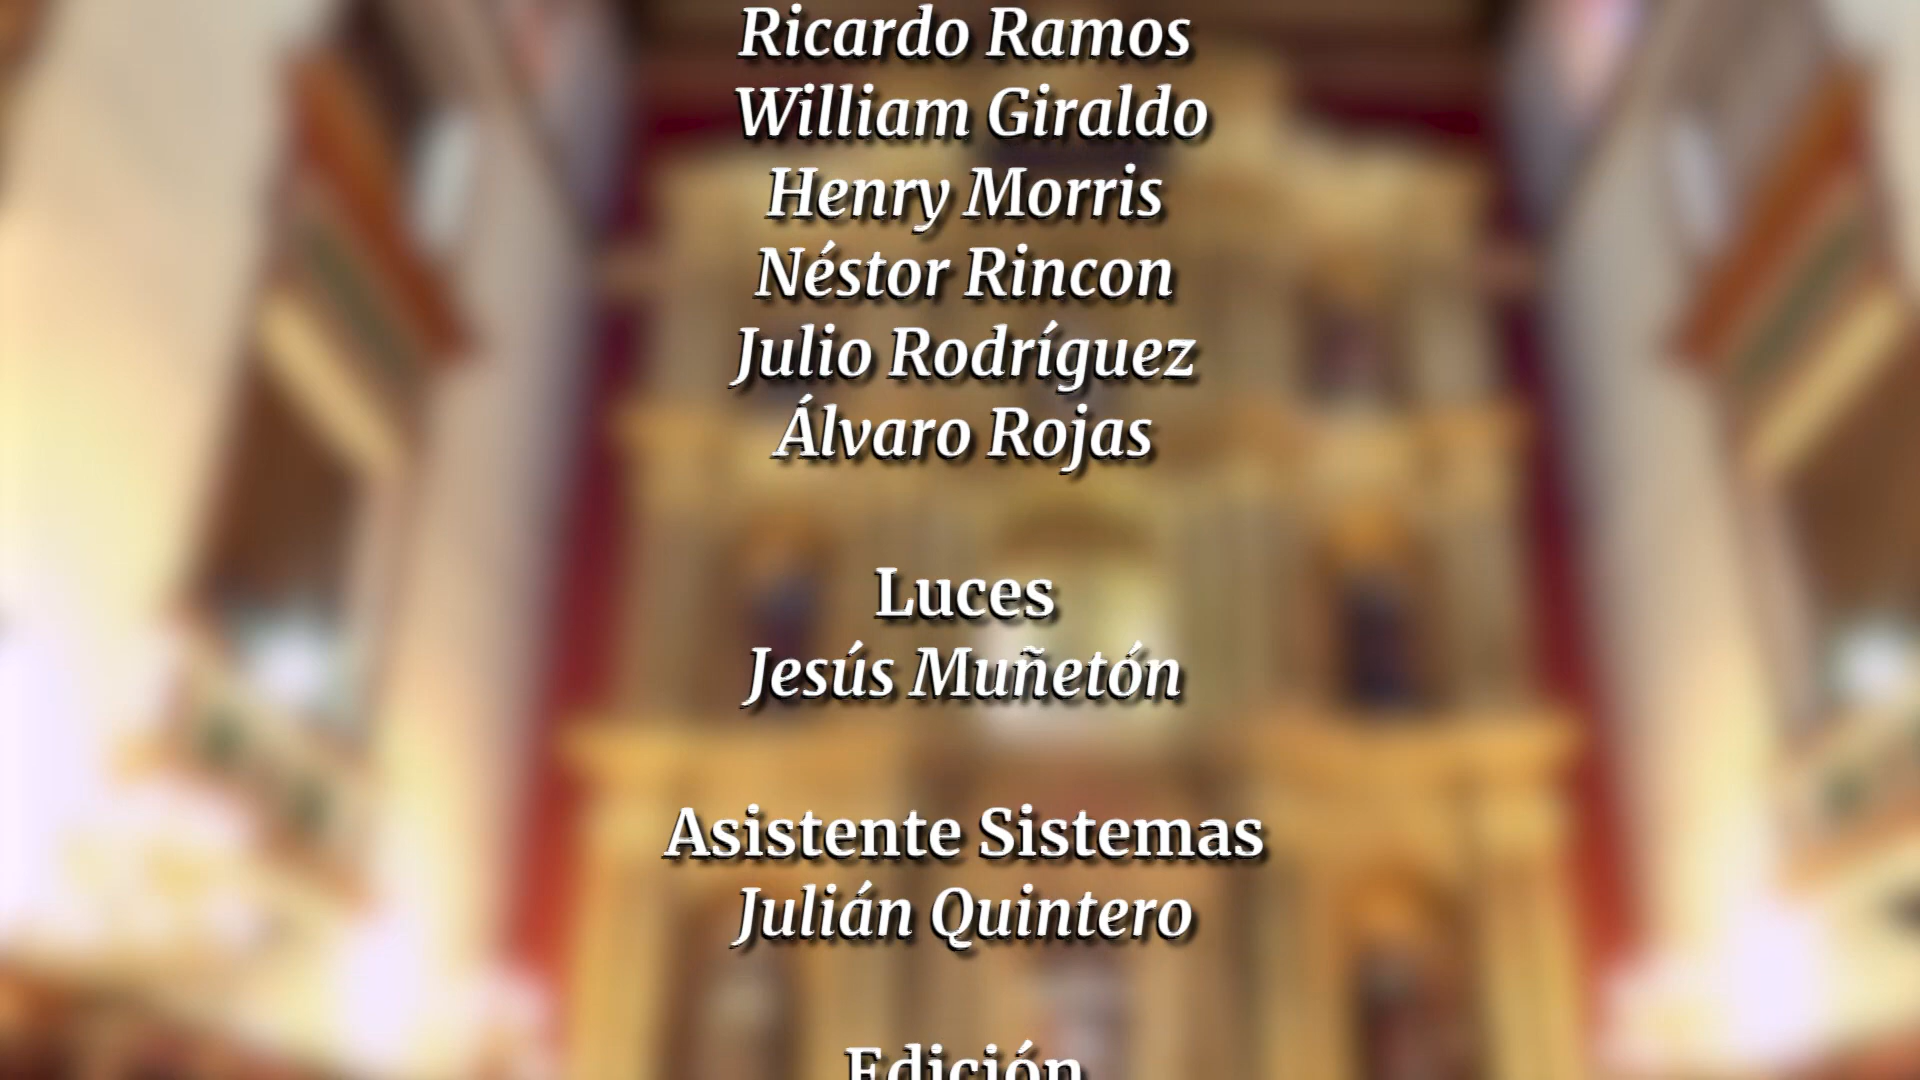 Ricardo Ramos
William Giraldo
Henry Morris
Néstor Rincon
Julio Rodríguez
Álvaro Rojas
Luces
Jesús Muñetón
Asistente Sistemas
Julián Quintero
Edición